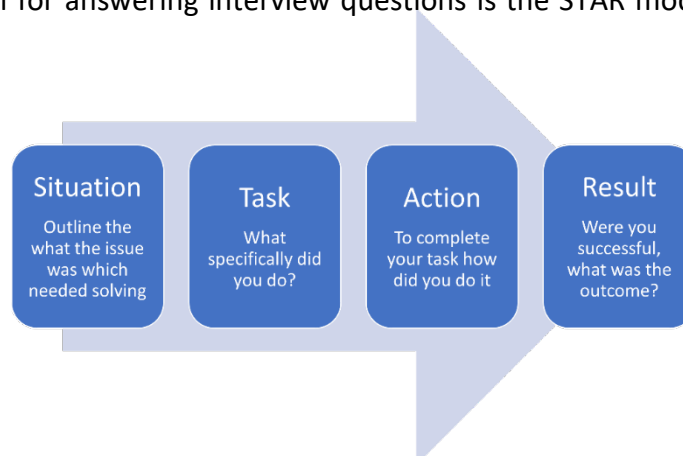 for answering interview questions is the STAR
Situation
Outline the
what the issue
was which
needed solving
Task
What
specifically did
you do?
Action
To complete
your task how
did you do it
Result
Were you
successful,
what was the
outcome?